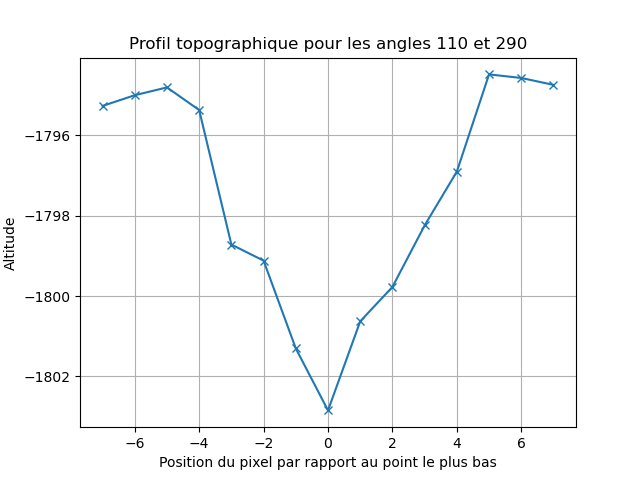 Profil topographique pour les angles 110 et 290
−1796
−1798
−1800
−1802
Altitude
−6 −4 −2 0 2 4 6
Position du pixel par rapport au point le plus bas